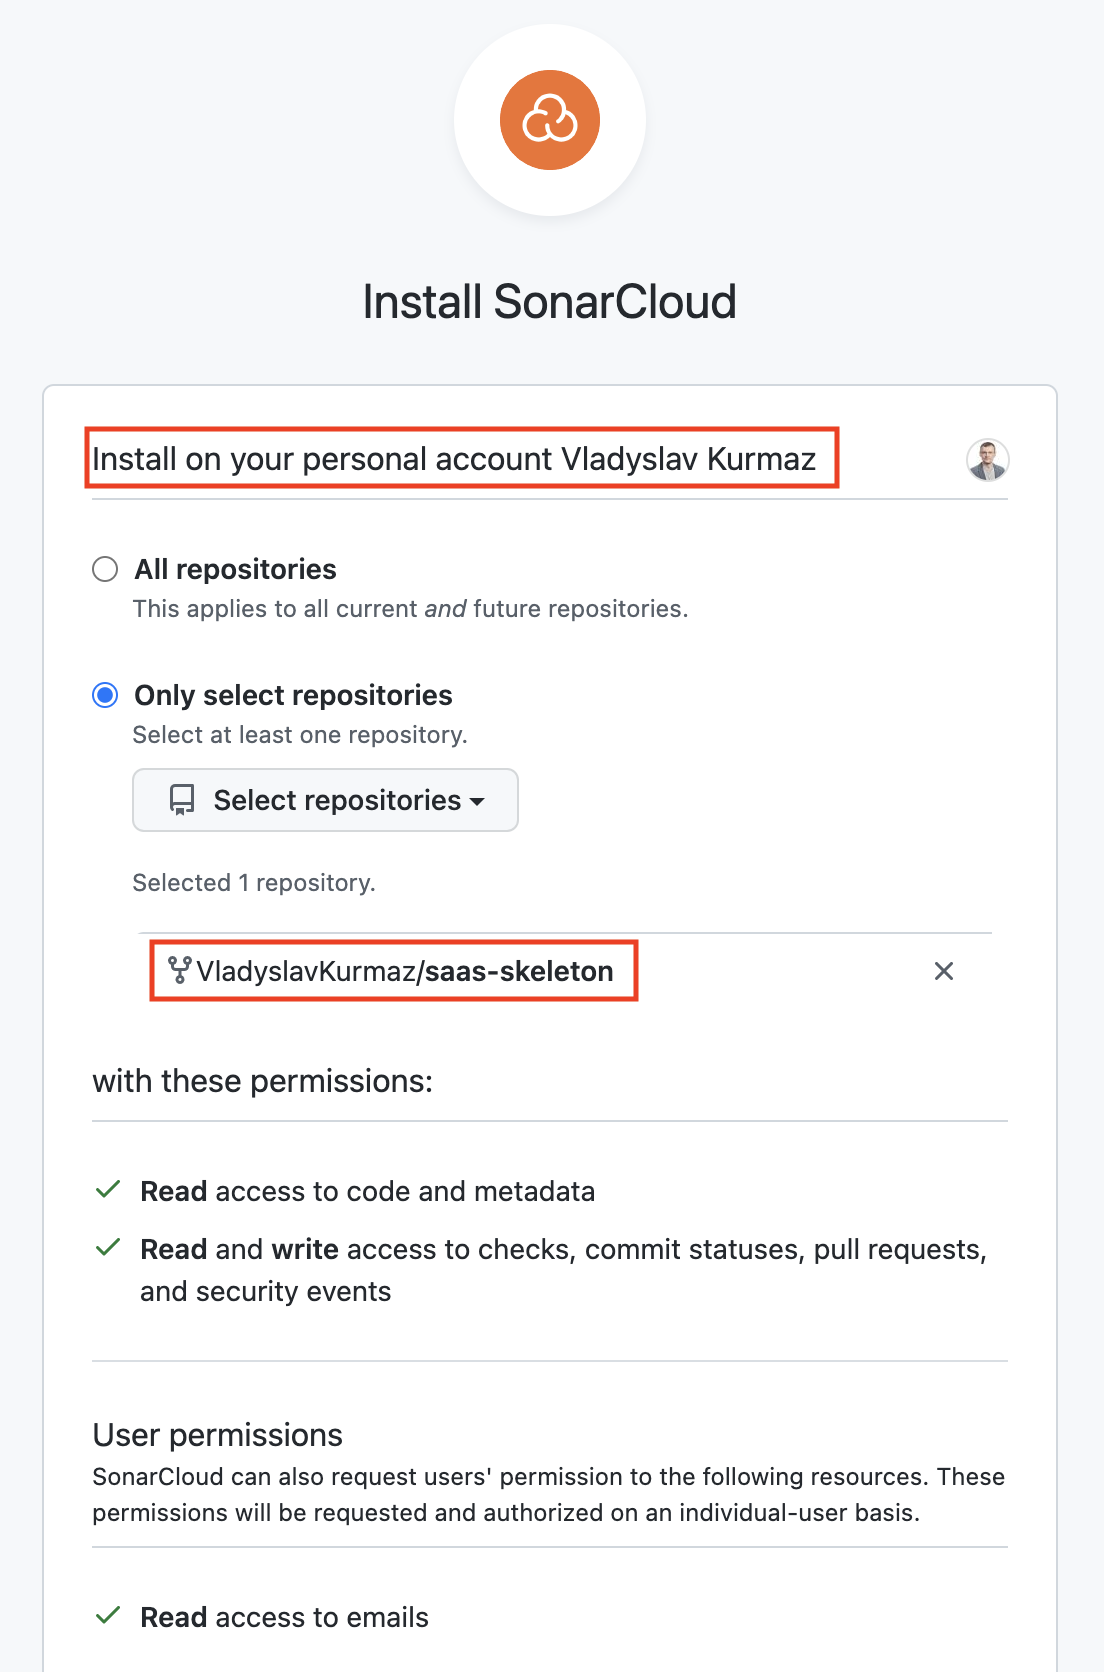 Install SonarCloud
Install on your personal account Vladyslav Kurmaz
All repositories
This applies to all current and future repositories.
Only select repositories
Select at least one repository.
Select repositories
Selected 1 repository.
VladyslavKurmaz/saas-skeleton
with these permissions:
Read access to code and metadata
Read and write access to checks, commit statuses, pull requests,
and security events
User permissions
SonarCloud can also request users' permission to the following resources. These
permissions will be requested and authorized on an individual-user basis.
Read access to emails